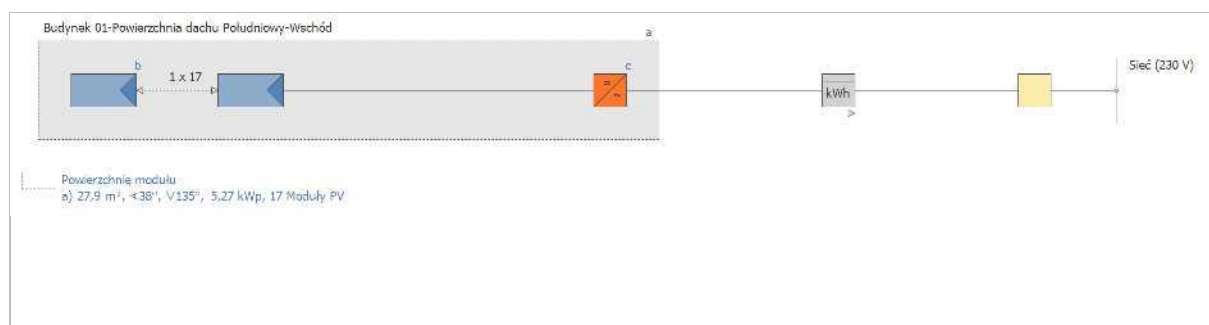 Budynek 01-Powierzchnia dachu Południowy-Wschód
a
b
c
1 x 17
= ~
kWh
>
Sieć (230 V)
Powierzchnię modułu
a) 27,9 m², ∢38°, ∨135°, 5,27 kWp, 17 Moduły PV